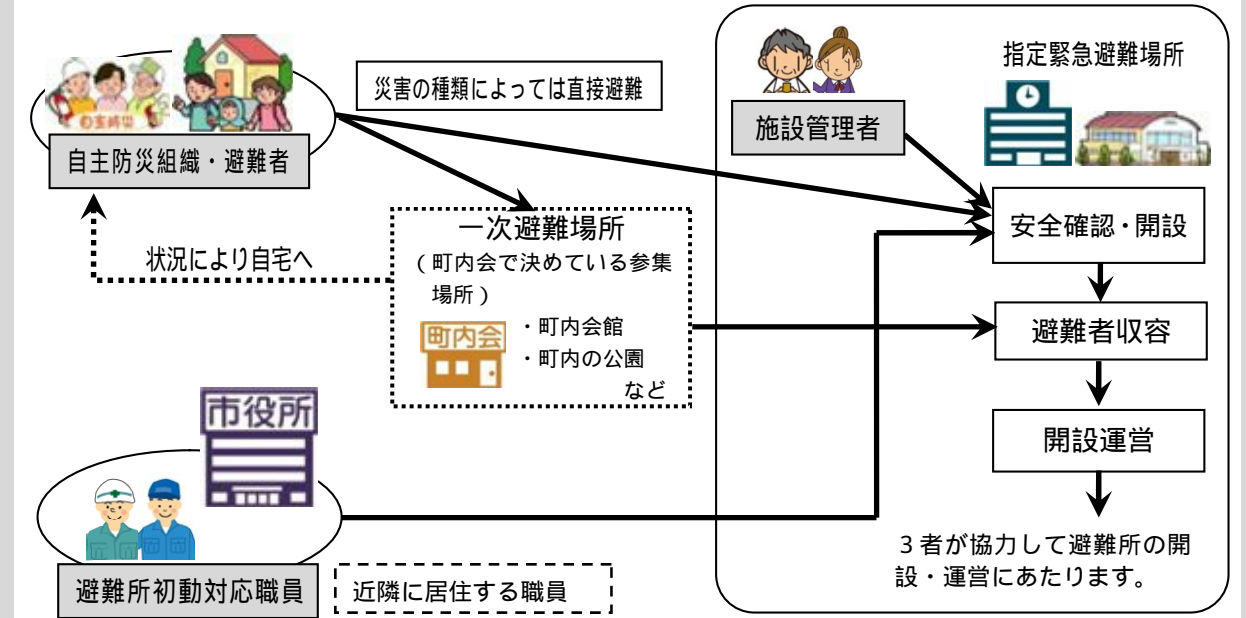 自主防災
自主防災組織・避難者
災害の種類によっては直接避難
状況により自宅へ
一次避難場所
（町内会で決めている参集
場所）
町内会
・町内会館
・町内の公園
など
市役所
避難所初動対応職員
近隣に居住する職員
施設管理者
指定緊急避難場所
安全確認・開設
避難者収容
開設運営
３者が協力して避難所の開
設・運営にあたります。